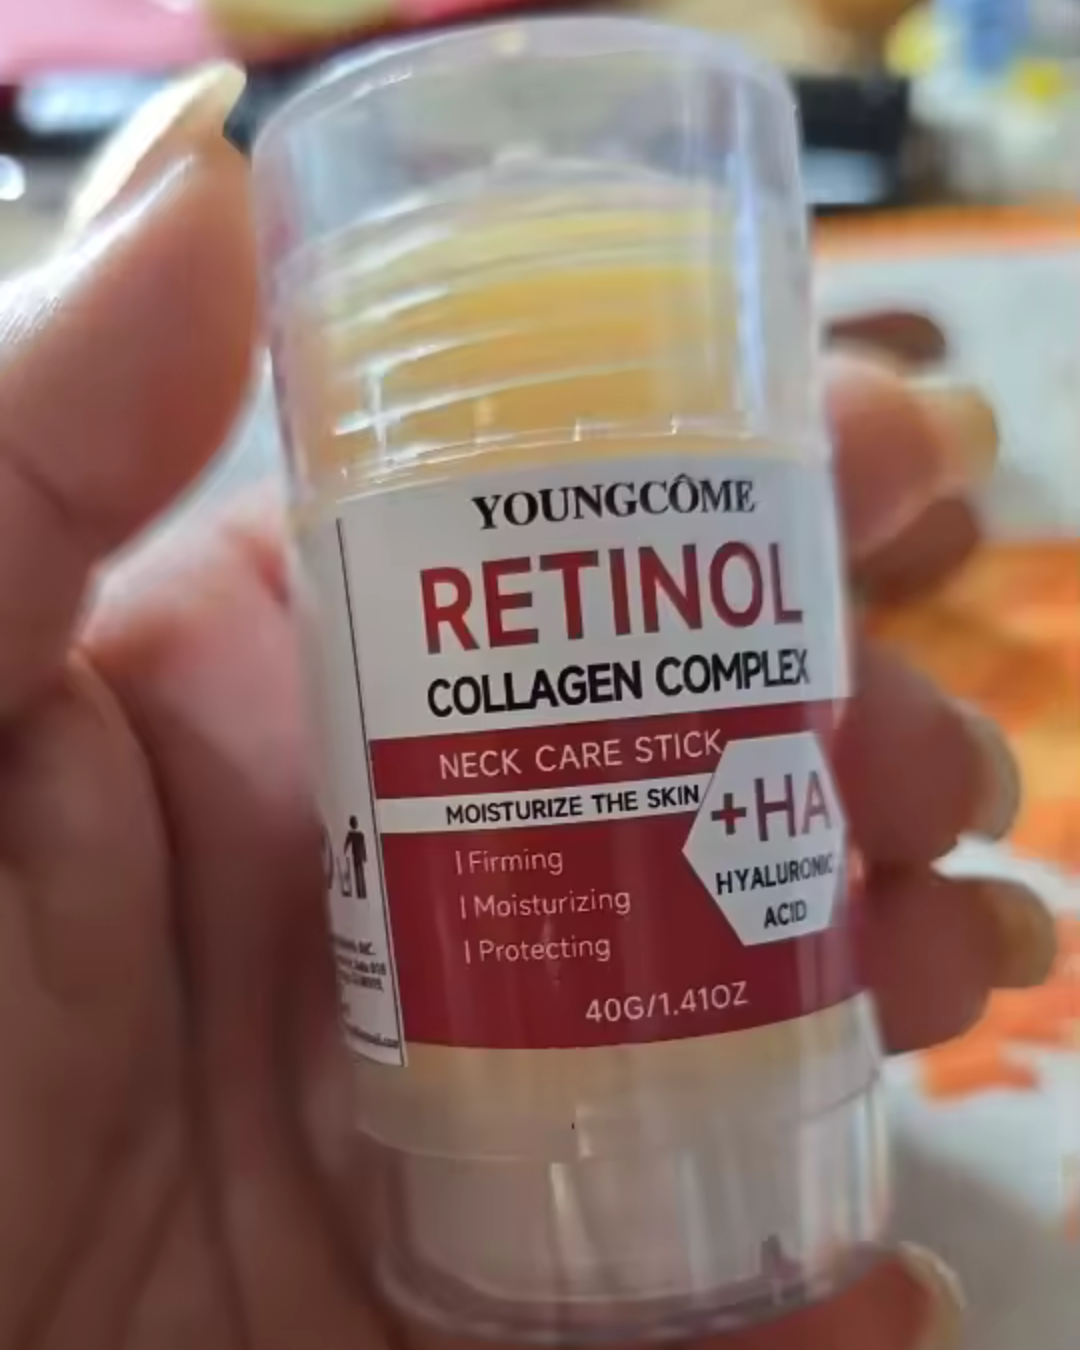 YOUNGCÔME
RETINOL
COLLAGEN COMPLEX
NECK CARE STICK
MOISTURIZE THE SKIN
| Firming
| Moisturizing
| Protecting
+HA
HYALURONIC
ACID
40G/1.41OZ
INC.